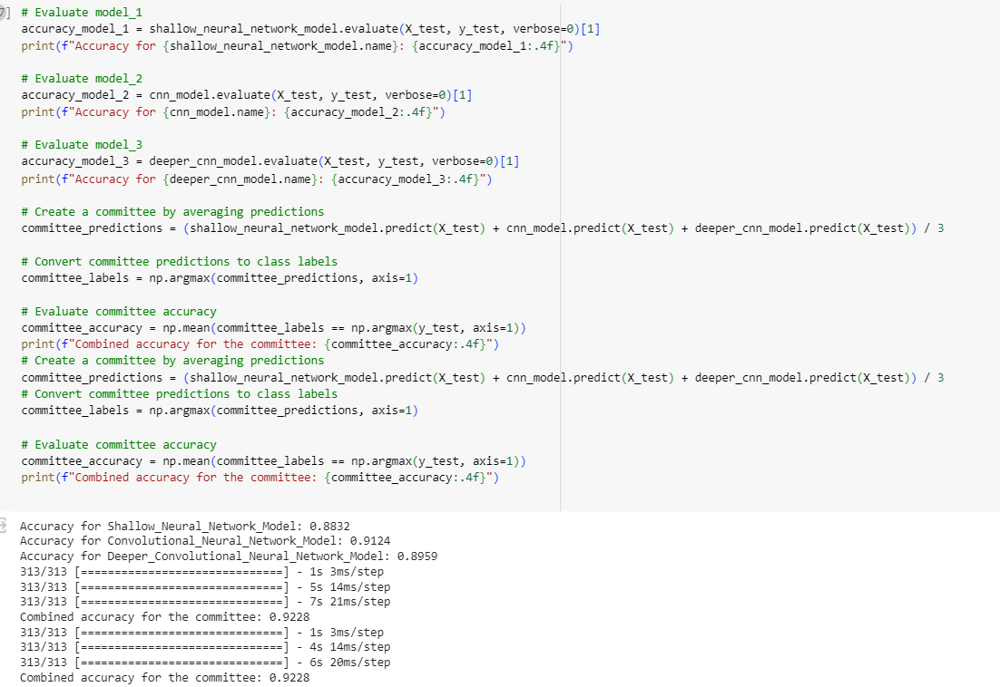 7]
# Evaluate model_1
accuracy_model_1 = shallow_neural_network_model.evaluate(X_test, y_test, verbose=0)[1]
print(f"Accuracy for {shallow_neural_network_model.name}: {accuracy_model_1:.4f}")
# Evaluate model_2
accuracy_model_2 = cnn_model.evaluate(X_test, y_test, verbose=0)[1]
print(f"Accuracy for {cnn_model.name}: {accuracy_model_2:.4f}")
# Evaluate model_3
accuracy_model_3 = deeper_cnn_model.evaluate(X_test, y_test, verbose=0)[1]
print(f"Accuracy for {deeper_cnn_model.name}: {accuracy_model_3:.4f}")
# Create a committee by averaging predictions
committee_predictions = (shallow_neural_network_model.predict(X_test) + cnn_model.predict(X_test) + deeper_cnn_model.predict(X_test)) / 3
# Convert committee predictions to class labels
committee_labels = np.argmax(committee_predictions, axis=1)
# Evaluate committee accuracy
committee_accuracy = np.mean(committee_labels == np.argmax(y_test, axis=1))
print(f"Combined accuracy for the committee: {committee_accuracy:.4f}")
# Create a committee by averaging predictions
committee_predictions = (shallow_neural_network_model.predict(X_test) + cnn_model.predict(X_test) + deeper_cnn_model.predict(X_test)) / 3
# Convert committee predictions to class labels
committee_labels = np.argmax(committee_predictions, axis=1)
# Evaluate committee accuracy
committee_accuracy = np.mean(committee_labels == np.argmax(y_test, axis=1))
print(f"Combined accuracy for the committee: {committee_accuracy:.4f}")
Accuracy for Shallow_Neural_Network_Model: 0.8832
Accuracy for Convolutional_Neural_Network_Model: 0.9124
Accuracy for Deeper_Convolutional_Neural_Network_Model: 0.8959
313/313 [==============================] - 1s 3ms/step
313/313 [==============================] - 5s 14ms/step
313/313 [==============================] - 7s 21ms/step
Combined accuracy for the committee: 0.9228
313/313 [==============================] - 1s 3ms/step
313/313 [==============================] - 4s 14ms/step
313/313 [==============================] - 6s 20ms/step
Combined accuracy for the committee: 0.9228